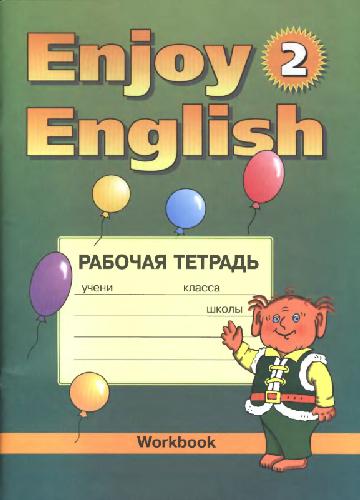 Enjoy 2
English
РАБОЧАЯ ТЕТРАДЬ
учени класса
школы
Workbook